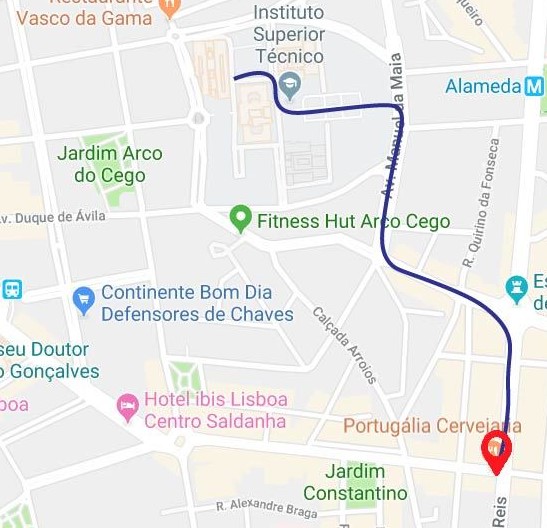 Restaurante
Vasco da Gama
Instituto
Superior
Técnico
Alameda M
Av. Manuel da Maia
Jardim Arco
do Cego
R. Quirino da Fonseca
Av. Duque de Ávila
Fitness Hut Arco Cego
Es
de
Continente Bom Dia
Defensores de Chaves
Calçada Arroios
seu Doutor
o Gonçalves
Hotel ibis Lisboa
Centro Saldanha
boa
Portugália Cervejaria
Jardim
Constantino
R. Alexandre Braga
Reis